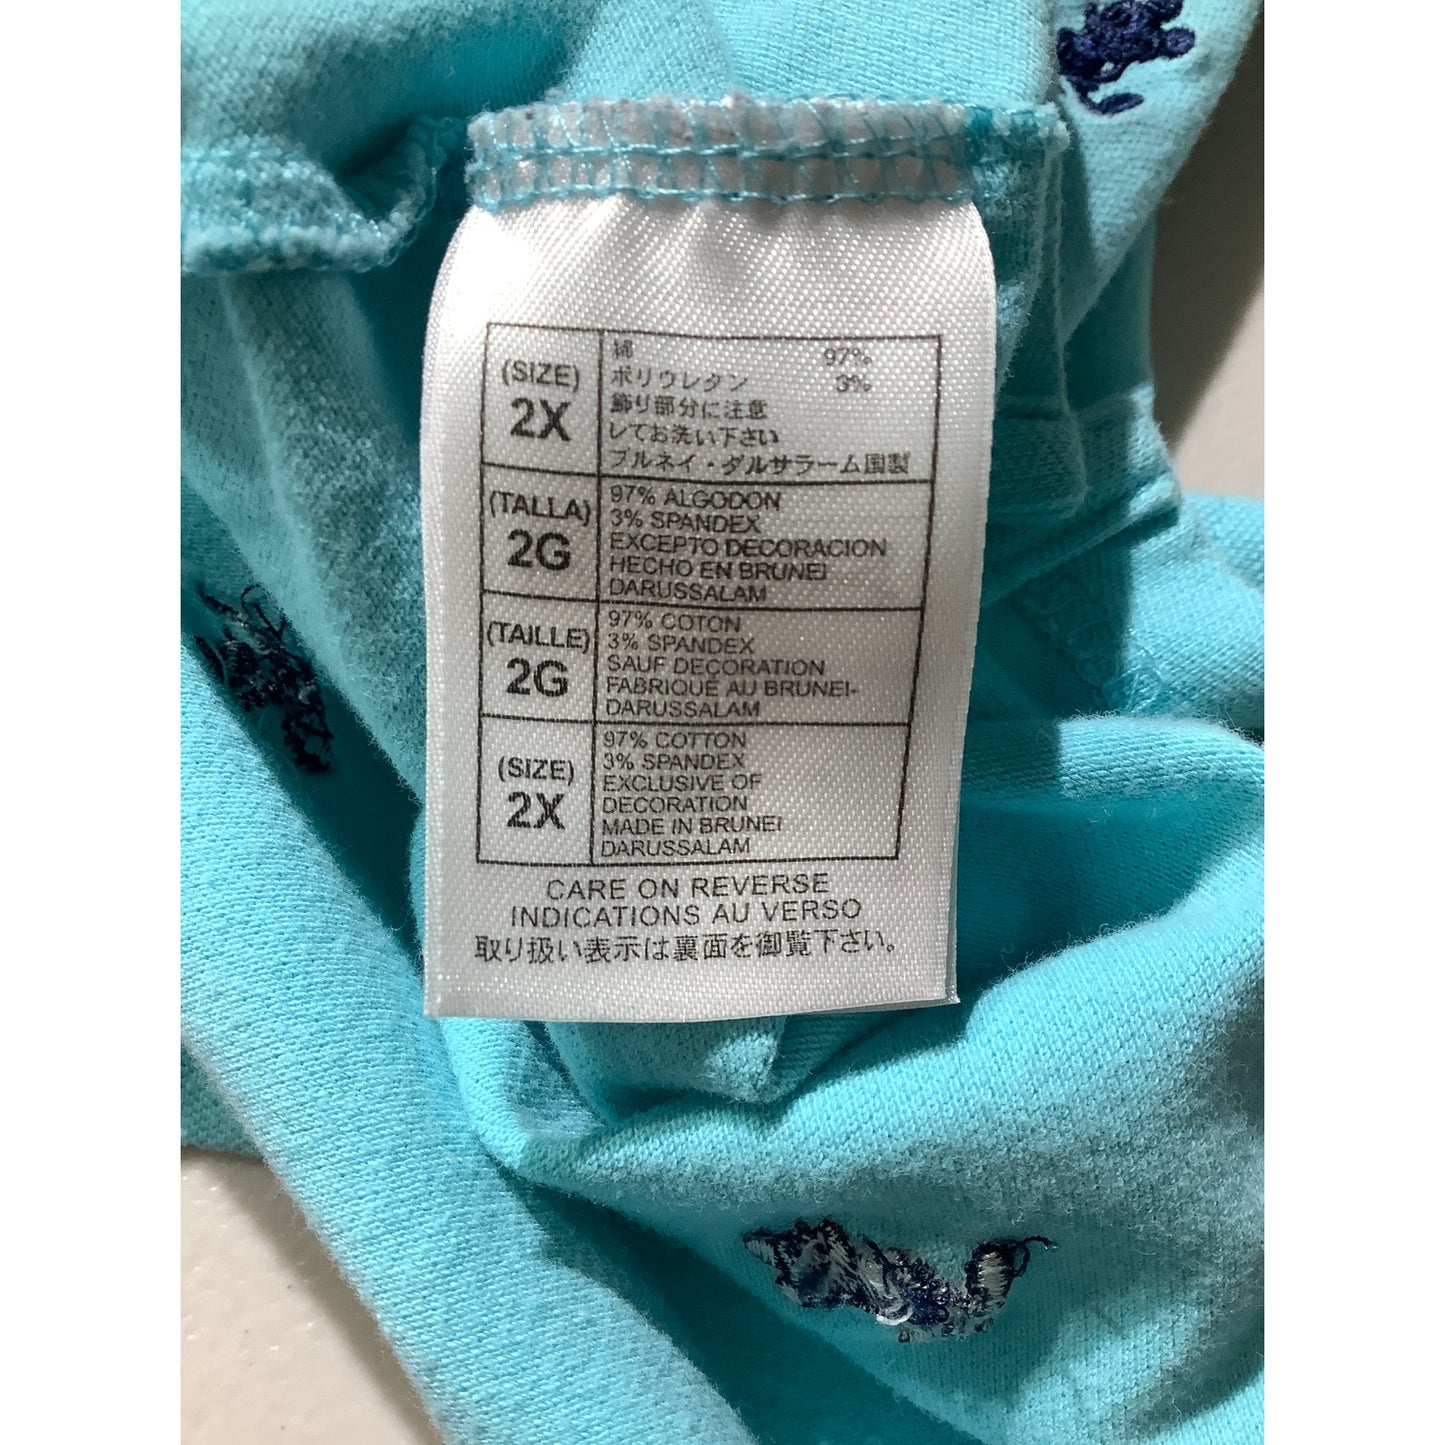 (SIZE)
2X
綿 97%
ポリウレタン 3%
飾り部分に注意
してお洗い下さい
ブルネイ・ダルサラーム国製
(TALLA)
2G
97% ALGODON
3% SPANDEX
EXCEPTO DECORACION
HECHO EN BRUNEI
DARUSSALAM
(TAILLE)
2G
97% COTON
3% SPANDEX
SAUF DECORATION
FABRIQUE AU BRUNEI-
DARUSSALAM
(SIZE)
2X
97% COTTON
3% SPANDEX
EXCLUSIVE OF
DECORATION
MADE IN BRUNEI
DARUSSALAM
CARE ON REVERSE
INDICATIONS AU VERSO
取り扱い表示は裏面を御覧下さい。